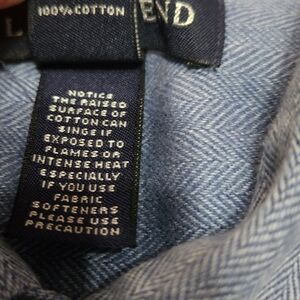 100% COTTON
L END
NOTICE
THE RAISED
SURFACE OF
COTTON CAN
SINGE IF
EXPOSED TO
FLAMES OR
INTENSE HEAT
ESPECIALLY
IF YOU USE
FABRIC
SOFTENERS
PLEASE USE
PRECAUTION